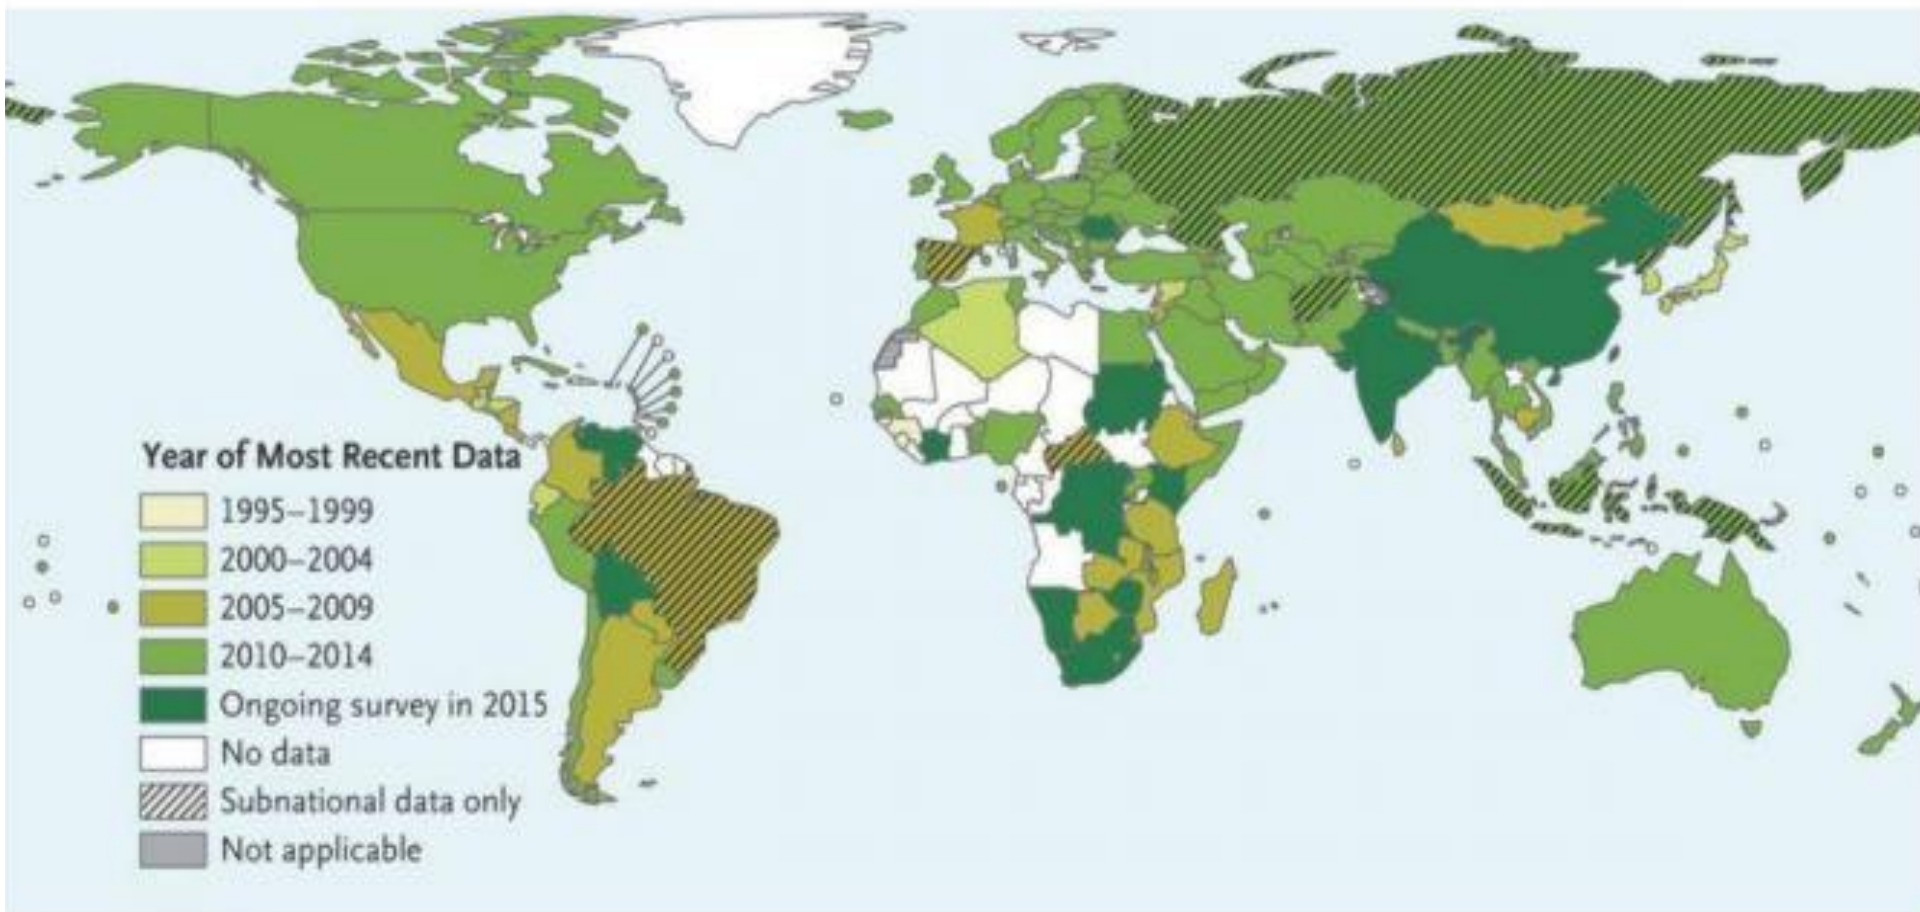 Year of Most Recent Data
1995–1999
2000–2004
2005–2009
2010–2014
Ongoing survey in 2015
No data
Subnational data only
Not applicable